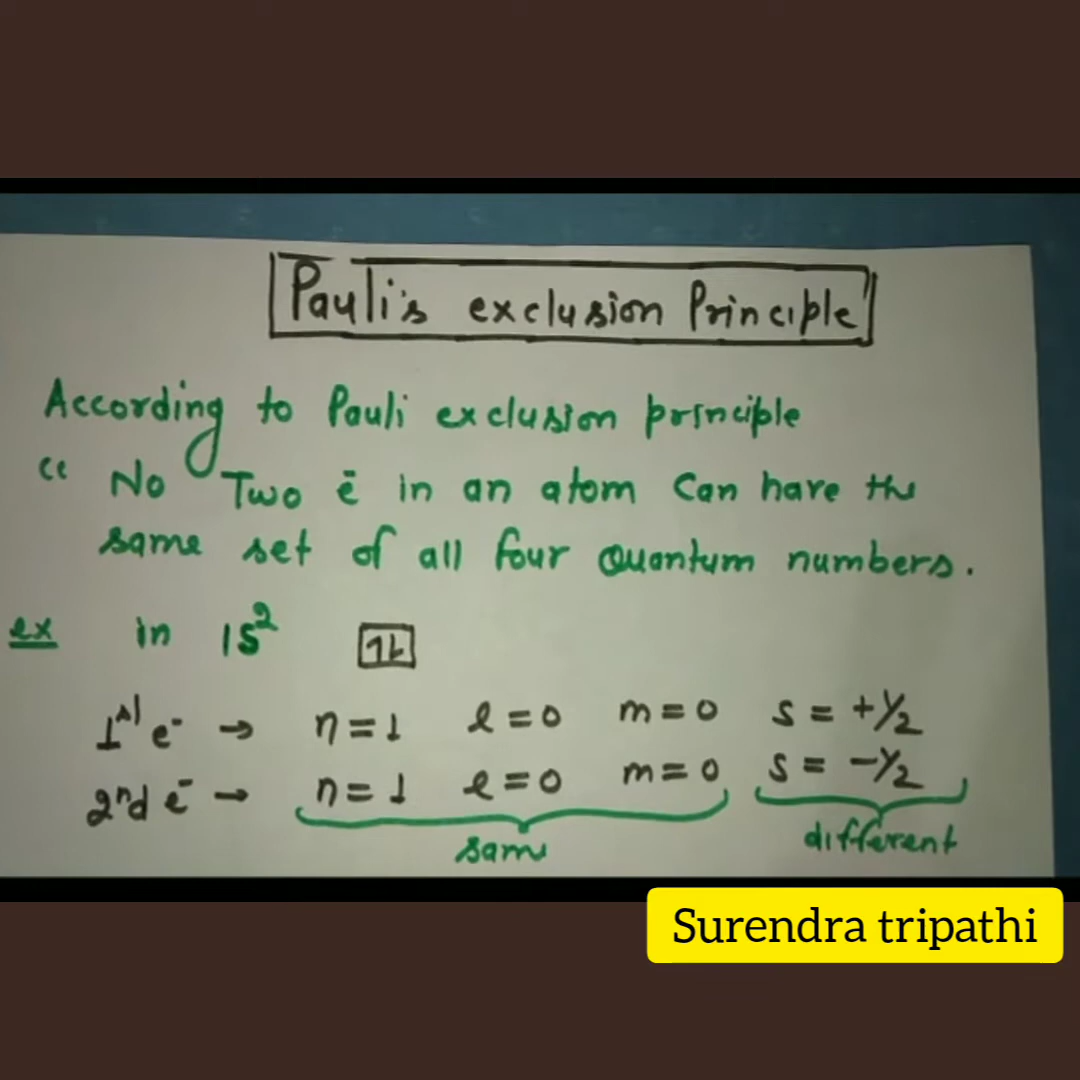 Pauli's exclusion Principle
According to Pauli exclusion principle
" No Two ē in an atom Can have the
same set of all four Quantum numbers.
ex in 1S² ↿⇂
1st e⁻ → n=1 l=0 m=0 s=+1/2
2nd e⁻ → n=1 l=0 m=0 s=-1/2
same different
Surendra tripathi